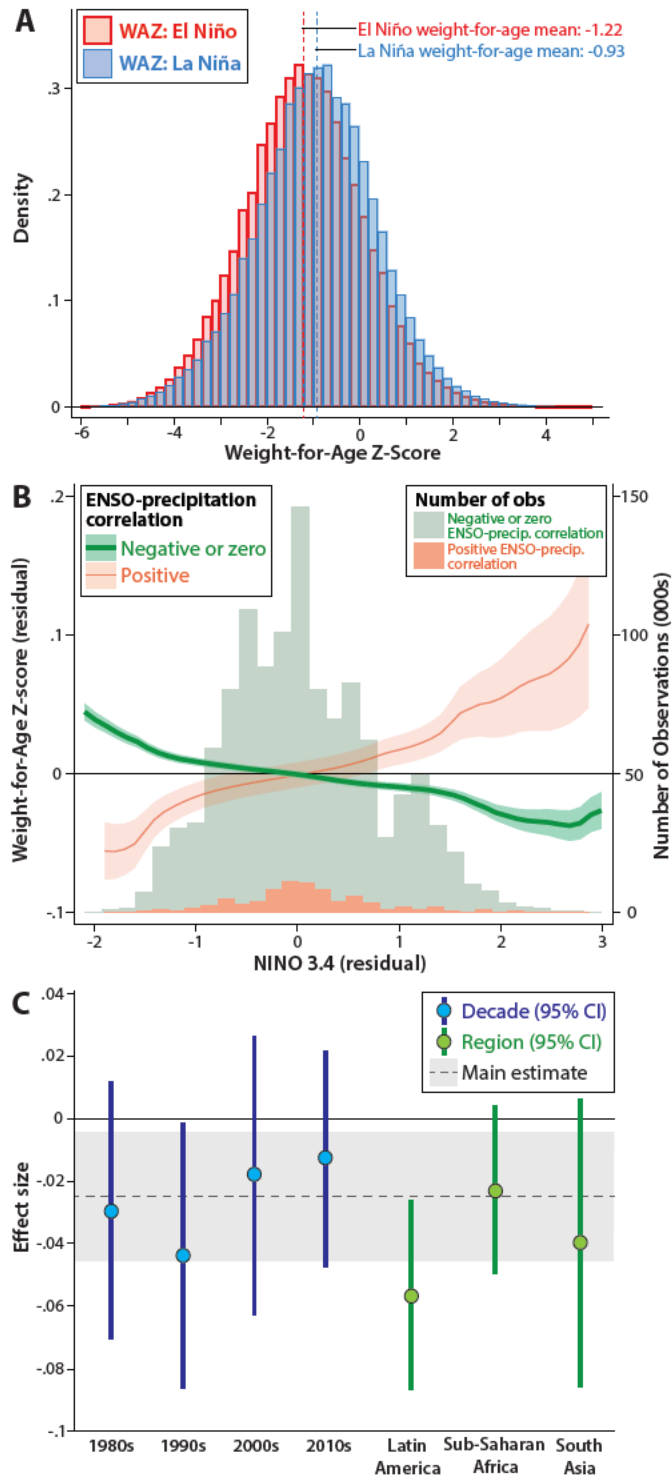 A
WAZ: El Niño
WAZ: La Niña
El Niño weight-for-age mean: -1.22
La Niña weight-for-age mean: -0.93
.3
.2
.1
0
Density
-6
-4
-2
0
2
4
Weight-for-Age Z-Score
B
ENSO-precipitation
correlation
Negative or zero
Positive
Number of obs
Negative or zero
ENSO-precip. correlation
Positive ENSO-precip.
correlation
.2
.1
0
-.1
Weight-for-Age Z-score (residual)
150
100
50
0
Number of Observations (000s)
-2
-1
0
1
2
3
NINO 3.4 (residual)
C
Decade (95% CI)
Region (95% CI)
Main estimate
.04
.02
0
-.02
-.04
-.06
-.08
-.1
Effect size
1980s
1990s
2000s
2010s
Latin
America
Sub-Saharan
Africa
South
Asia